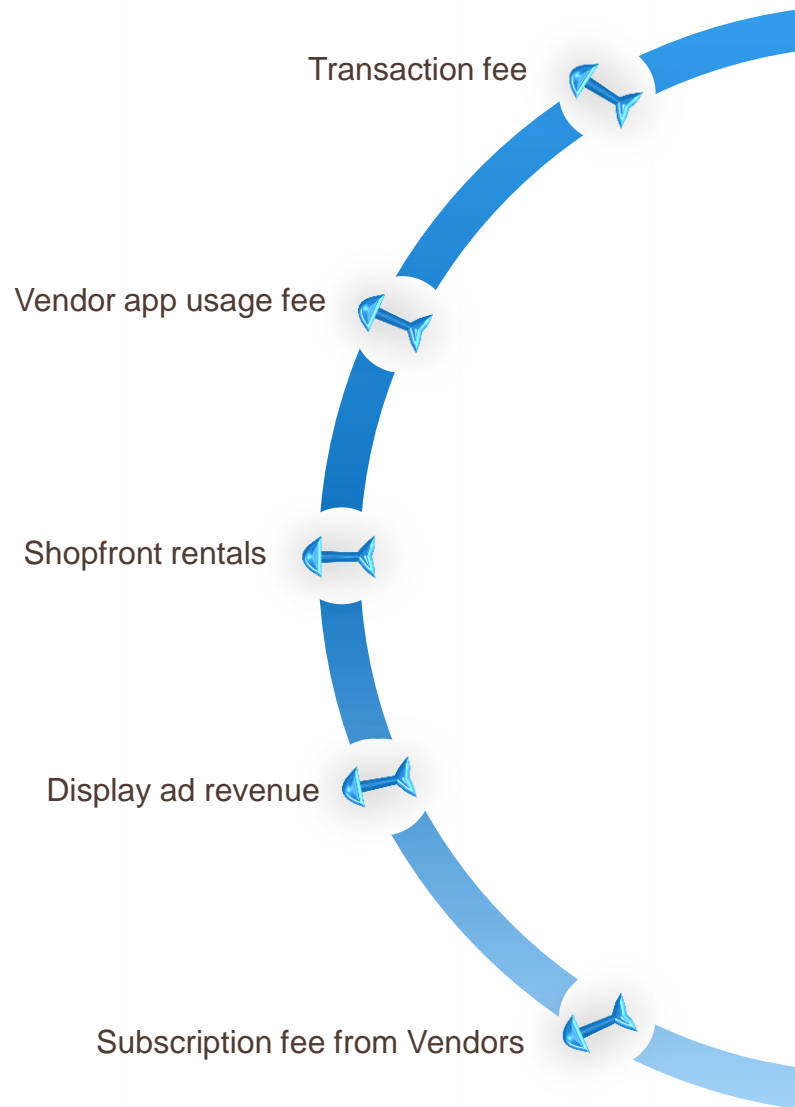 Transaction fee
Vendor app usage fee
Shopfront rentals
Display ad revenue
Subscription fee from Vendors